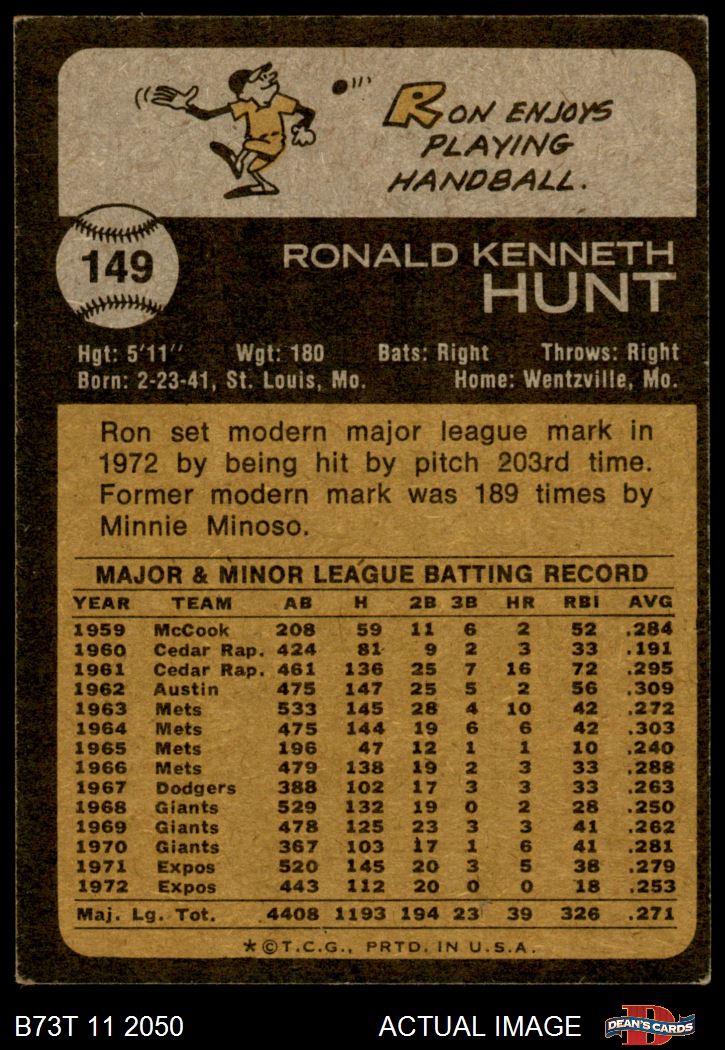 RON ENJOYS
PLAYING
HANDBALL.
149
RONALD KENNETH
HUNT
Hgt: 5'11" Wgt: 180 Bats: Right Throws: Right
Born: 2-23-41, St. Louis, Mo. Home: Wentzville, Mo.
Ron set modern major league mark in
1972 by being hit by pitch 203rd time.
Former modern mark was 189 times by
Minnie Minoso.
MAJOR & MINOR LEAGUE BATTING RECORD
YEAR TEAM AB H 2B 3B HR RBI AVG
1959 McCook 208 59 11 6 2 52 .284
1960 Cedar Rap. 424 81 9 2 3 33 .191
1961 Cedar Rap. 461 136 25 7 16 72 .295
1962 Austin 475 147 25 5 2 56 .309
1963 Mets 533 145 28 4 10 42 .272
1964 Mets 475 144 19 6 6 42 .303
1965 Mets 196 47 12 1 1 10 .240
1966 Mets 479 138 19 2 3 33 .288
1967 Dodgers 388 102 17 3 3 33 .263
1968 Giants 529 132 19 0 2 28 .250
1969 Giants 478 125 23 3 3 41 .262
1970 Giants 367 103 17 1 6 41 .281
1971 Expos 520 145 20 3 5 38 .279
1972 Expos 443 112 20 0 0 18 .253
Maj. Lg. Tot. 4408 1193 194 23 39 326 .271
*©T.C.G., PRTD. IN U.S.A.
B73T 11 2050 ACTUAL IMAGE
D
DEAN'S CARDS